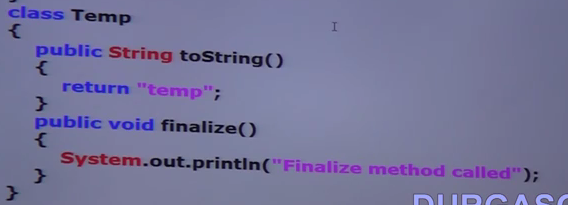 class Temp
{
public String toString()
{
return "temp";
}
public void finalize()
{
System.out.println("Finalize method called");
}
}